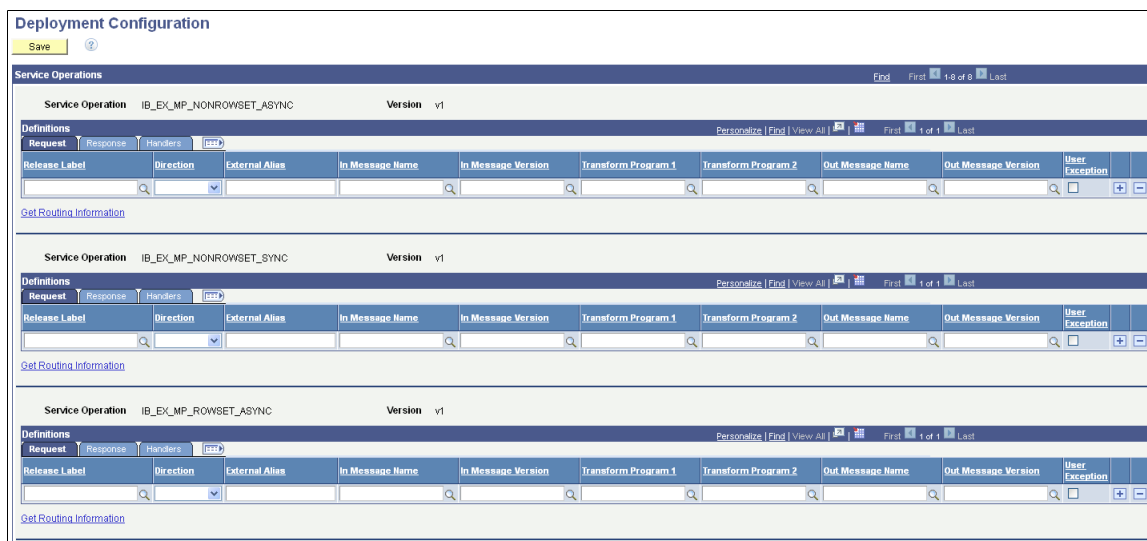 Deployment Configuration
Save
Service Operations Find First 1-8 of 8 Last
Service Operation IB_EX_MP_NONROWSET_ASYNC Version v1
Definitions Personalize | Find | View All | | First 1 of 1 Last
Request Response Handlers
Release Label Direction External Alias In Message Name In Message Version Transform Program 1 Transform Program 2 Out Message Name Out Message Version User Exception
Get Routing Information
Service Operation IB_EX_MP_NONROWSET_SYNC Version v1
Definitions Personalize | Find | View All | | First 1 of 1 Last
Request Response Handlers
Release Label Direction External Alias In Message Name In Message Version Transform Program 1 Transform Program 2 Out Message Name Out Message Version User Exception
Get Routing Information
Service Operation IB_EX_MP_ROWSET_ASYNC Version v1
Definitions Personalize | Find | View All | | First 1 of 1 Last
Request Response Handlers
Release Label Direction External Alias In Message Name In Message Version Transform Program 1 Transform Program 2 Out Message Name Out Message Version User Exception
Get Routing Information